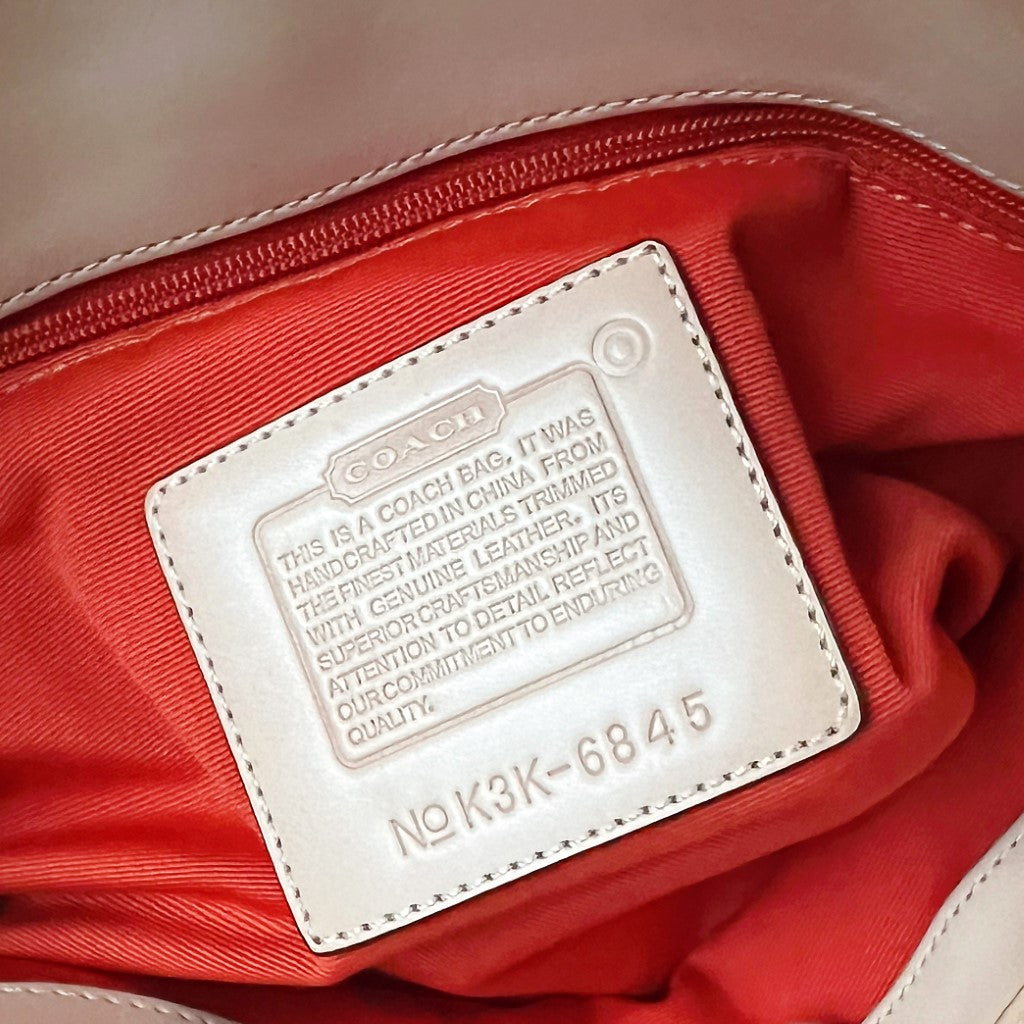 COACH
THIS IS A COACH BAG. IT WAS
HANDCRAFTED IN CHINA FROM
THE FINEST MATERIALS TRIMMED
WITH GENUINE LEATHER. ITS
SUPERIOR CRAFTSMANSHIP AND
ATTENTION TO DETAIL REFLECT
OUR COMMITMENT TO ENDURING
QUALITY.
No K3K-6845